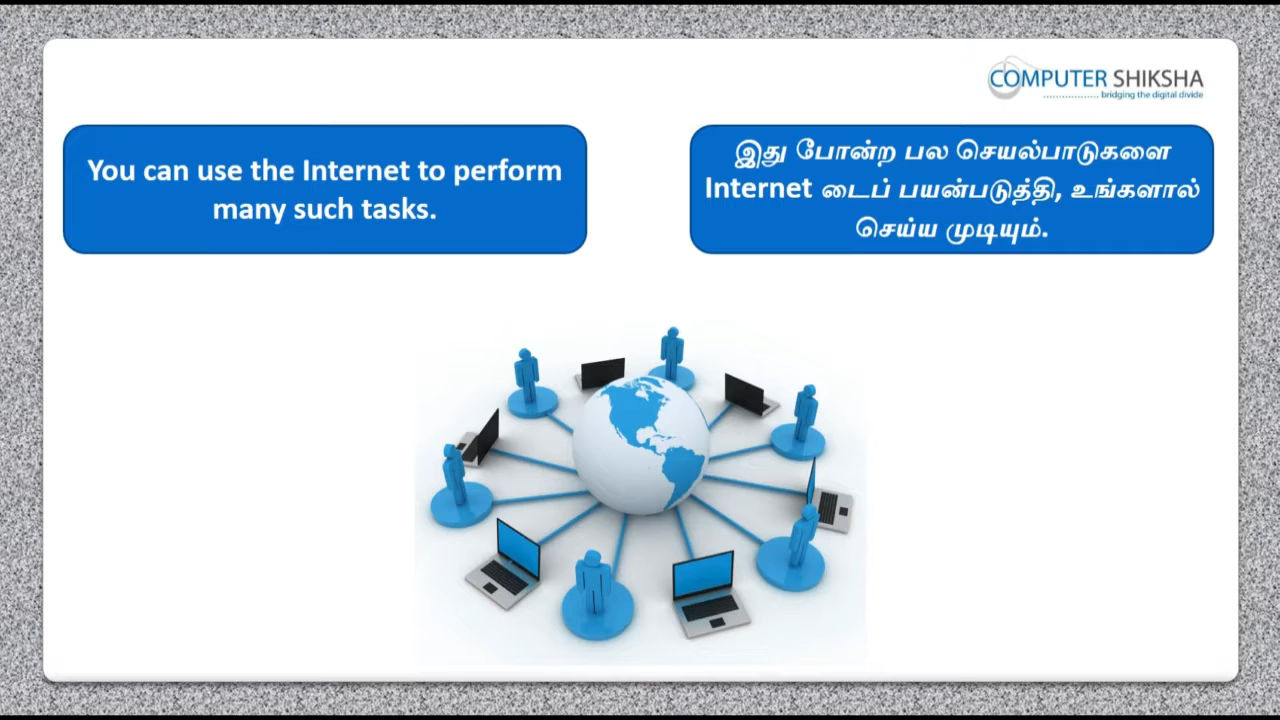 COMPUTER SHIKSHA
bridging the digital divide
You can use the Internet to perform
many such tasks.
இது போன்ற பல செயல்பாடுகளை
Internet டைப் பயன்படுத்தி, உங்களால்
செய்ய முடியும்.